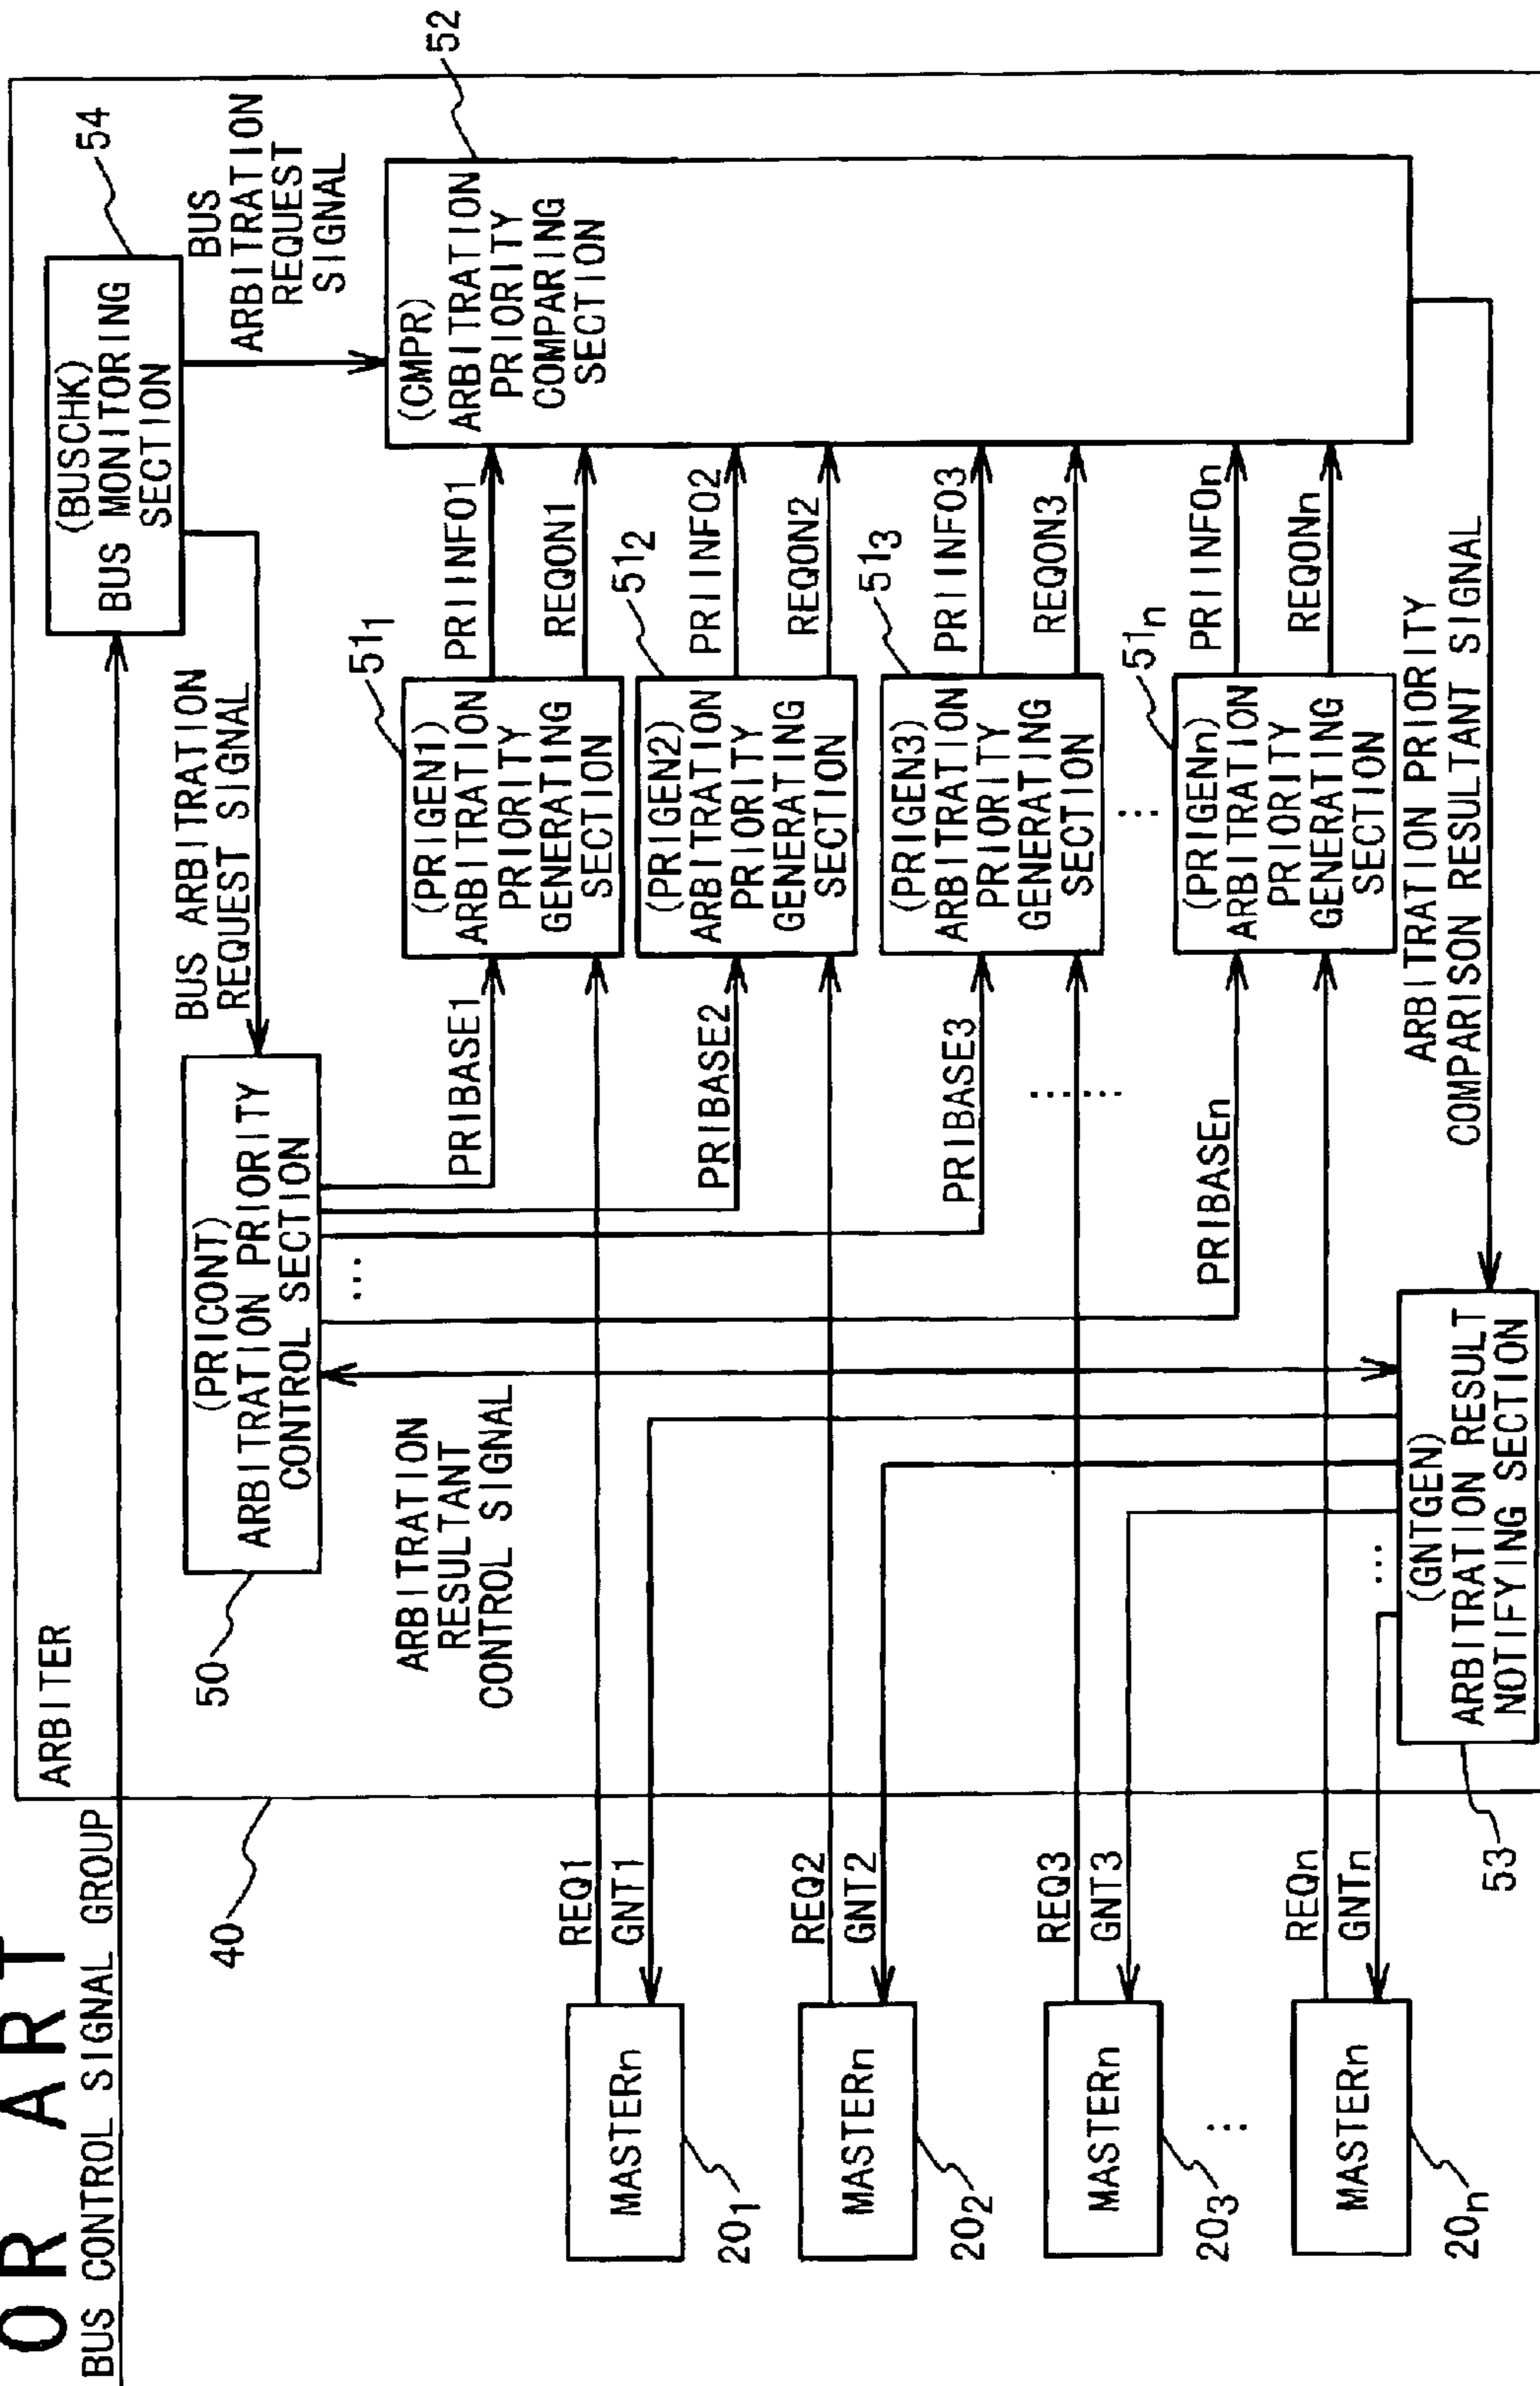 OR ART
BUS CONTROL SIGNAL GROUP
ARBITER
40
(BUSCHK)
BUS MONITORING
SECTION
54
BUS ARBITRATION
REQUEST SIGNAL
BUS
ARBITRATION
REQUEST
SIGNAL
(PRICONT)
ARBITRATION PRIORITY
CONTROL SECTION
50
ARBITRATION
RESULTANT
CONTROL SIGNAL
52
(CMPR)
ARBITRATION
PRIORITY
COMPARING
SECTION
PRIBASE1
(PRIGEN1)
ARBITRATION
PRIORITY
GENERATING
SECTION
51₁
PRIINFO1
REQON1
REQ1
GNT1
MASTERn
20₁
PRIBASE2
(PRIGEN2)
ARBITRATION
PRIORITY
GENERATING
SECTION
51₂
PRIINFO2
REQON2
REQ2
GNT2
MASTERn
20₂
PRIBASE3
(PRIGEN3)
ARBITRATION
PRIORITY
GENERATING
SECTION
51₃
PRIINFO3
REQON3
REQ3
GNT3
MASTERn
20₃
...
.......
...
...
...
PRIBASEn
(PRIGENn)
ARBITRATION
PRIORITY
GENERATING
SECTION
51ₙ
PRIINFOn
REQONn
REQn
GNTn
MASTERn
20ₙ
(GNTGEN)
ARBITRATION RESULT
NOTIFYING SECTION
53
ARBITRATION PRIORITY
COMPARISON RESULTANT SIGNAL